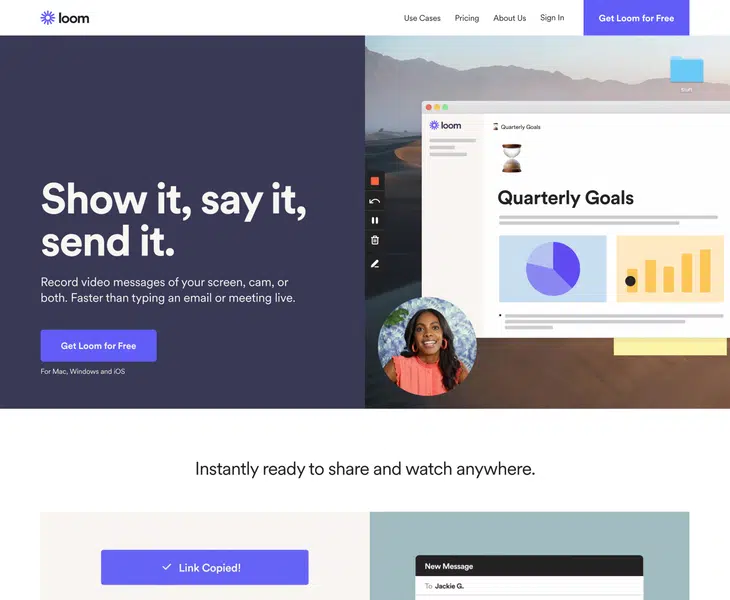 loom
Use Cases
Pricing
About Us
Sign In
Get Loom for Free
loom
Quarterly Goals
Quarterly Goals
Show it, say it,
send it.
Record video messages of your screen, cam, or
both. Faster than typing an email or meeting live.
Get Loom for Free
For Mac, Windows and iOS
Instantly ready to share and watch anywhere.
Link Copied!
New Message
To Jackie G.